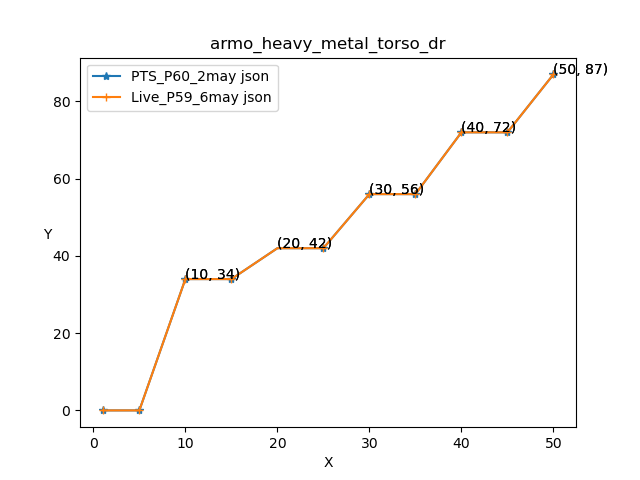 armo_heavy_metal_torso_dr
PTS_P60_2may json
Live_P59_6may json
(50, 87)
(40, 72)
(30, 56)
(20, 42)
(10, 34)
Y
80
60
40
20
0
0 10 20 30 40 50
X